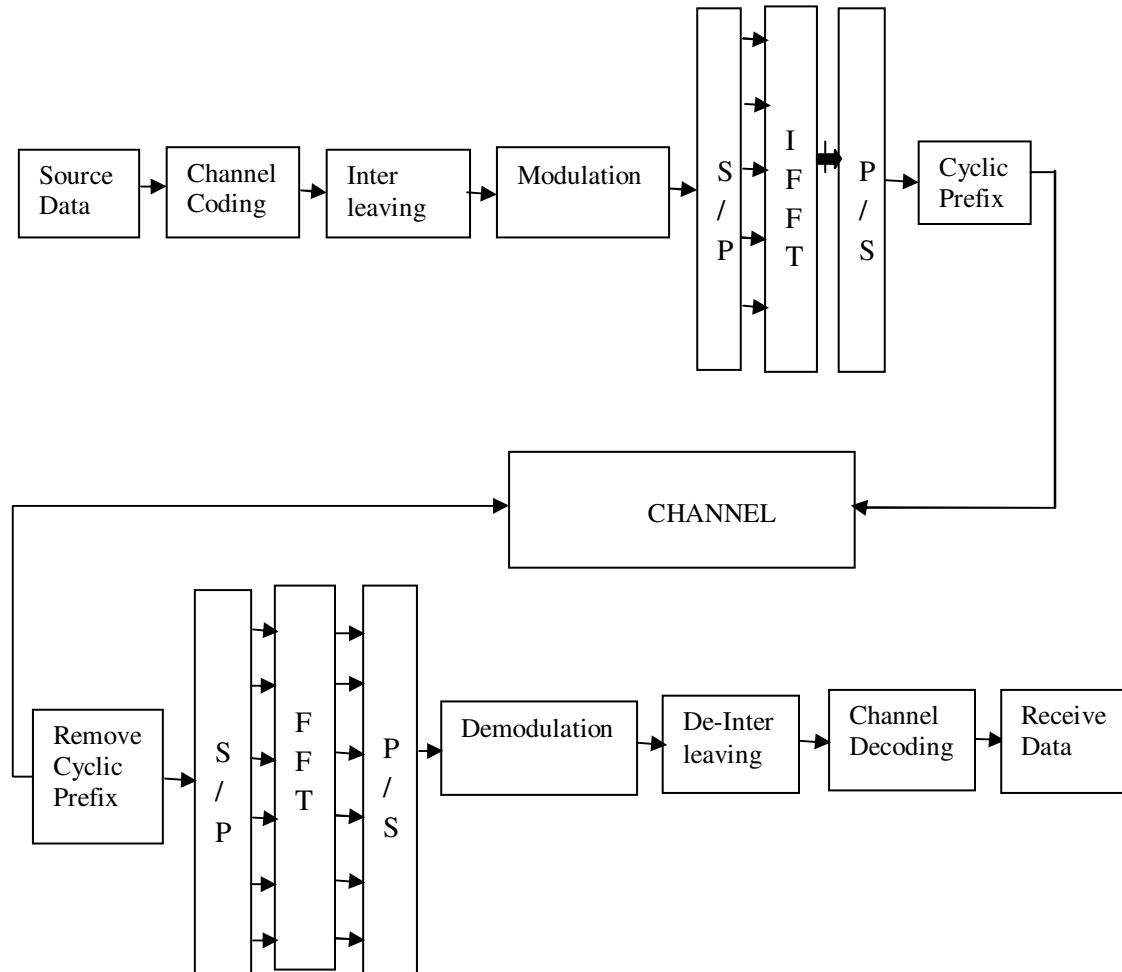 Source
Data
Channel
Coding
Inter
leaving
Modulation
S
/
P
I
F
F
T
P
/
S
Cyclic
Prefix
CHANNEL
Remove
Cyclic
Prefix
S
/
P
F
F
T
P
/
S
Demodulation
De-Inter
leaving
Channel
Decoding
Receive
Data